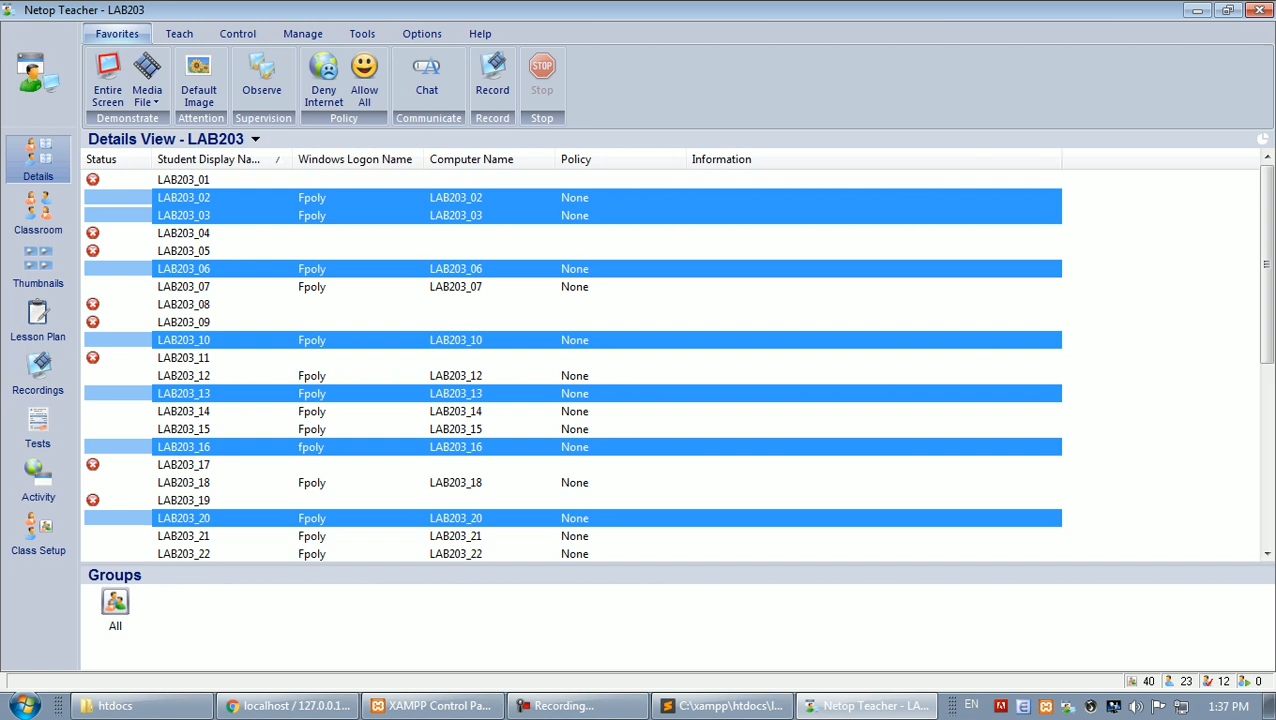 Netop Teacher - LAB203
Favorites Teach Control Manage Tools Options Help
Entire Screen Media File Default Image Observe Deny Internet Allow All Chat Record STOP Stop
Demonstrate Attention Supervision Policy Communicate Record Stop
Details View - LAB203
Status Student Display Na... Windows Logon Name Computer Name Policy Information
LAB203_01
LAB203_02 Fpoly LAB203_02 None
LAB203_03 Fpoly LAB203_03 None
LAB203_04
LAB203_05
LAB203_06 Fpoly LAB203_06 None
LAB203_07 Fpoly LAB203_07 None
LAB203_08
LAB203_09
LAB203_10 Fpoly LAB203_10 None
LAB203_11
LAB203_12 Fpoly LAB203_12 None
LAB203_13 Fpoly LAB203_13 None
LAB203_14 Fpoly LAB203_14 None
LAB203_15 Fpoly LAB203_15 None
LAB203_16 fpoly LAB203_16 None
LAB203_17
LAB203_18 Fpoly LAB203_18 None
LAB203_19
LAB203_20 Fpoly LAB203_20 None
LAB203_21 Fpoly LAB203_21 None
LAB203_22 Fpoly LAB203_22 None
Details
Classroom
Thumbnails
Lesson Plan
Recordings
Tests
Activity
Class Setup
Groups
All
40 23 12 0
htdocs localhost / 127.0.0.1... XAMPP Control Pa... Recording... C:\xampp\htdocs\l... Netop Teacher - LA... EN 1:37 PM